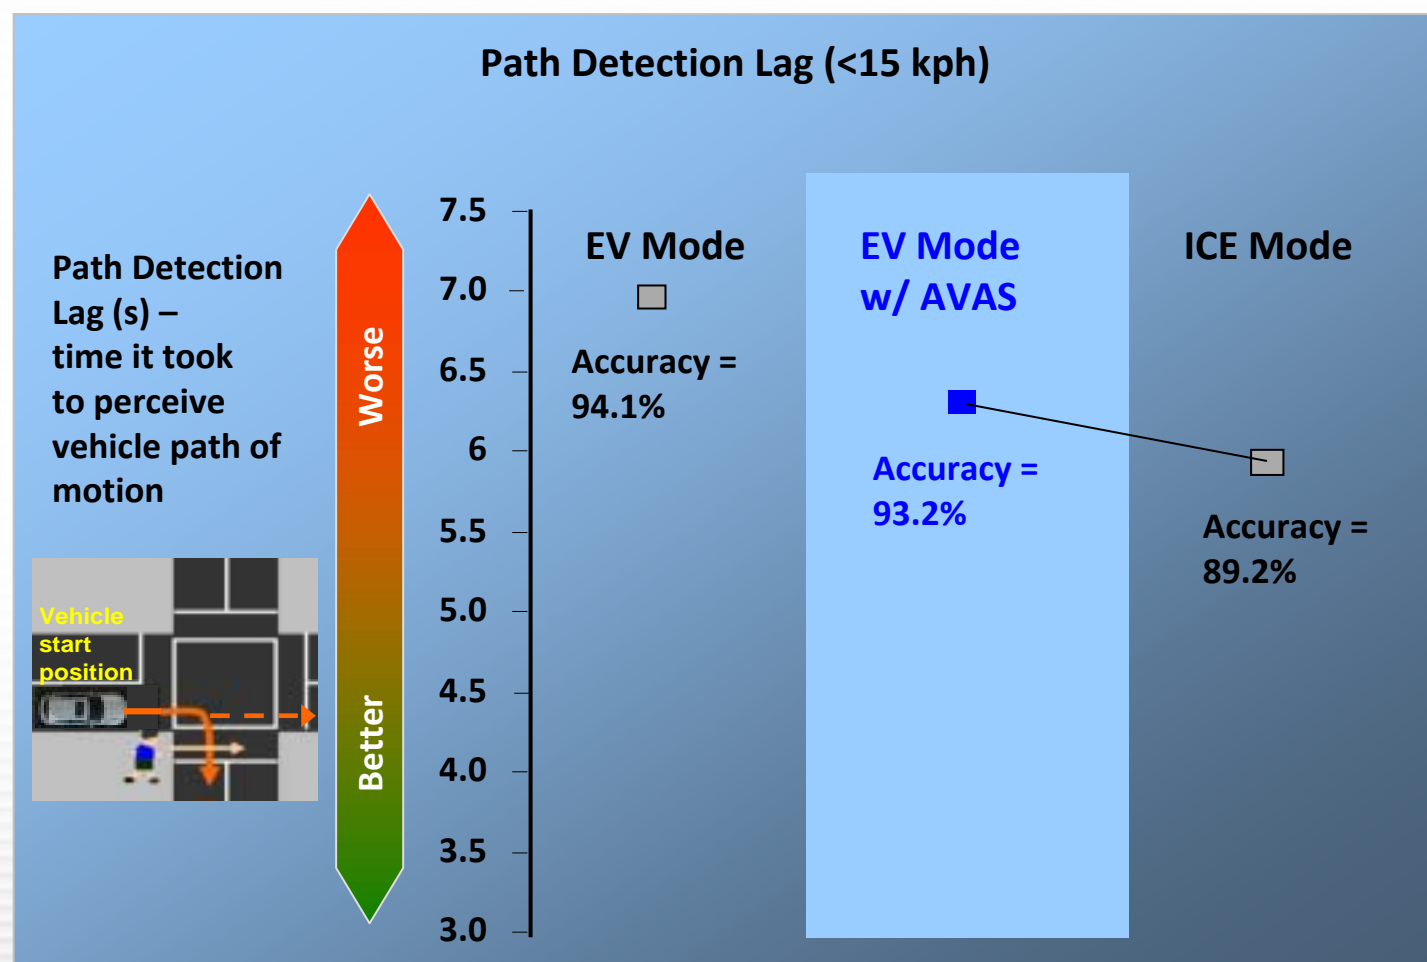 Path Detection Lag (<15 kph)
Path Detection
Lag (s) –
time it took
to perceive
vehicle path of
motion
Vehicle
start
position
Worse
Better
7.5
7.0
6.5
6
5.5
5.0
4.5
4.0
3.5
3.0
EV Mode
Accuracy =
94.1%
EV Mode
w/ AVAS
Accuracy =
93.2%
ICE Mode
Accuracy =
89.2%